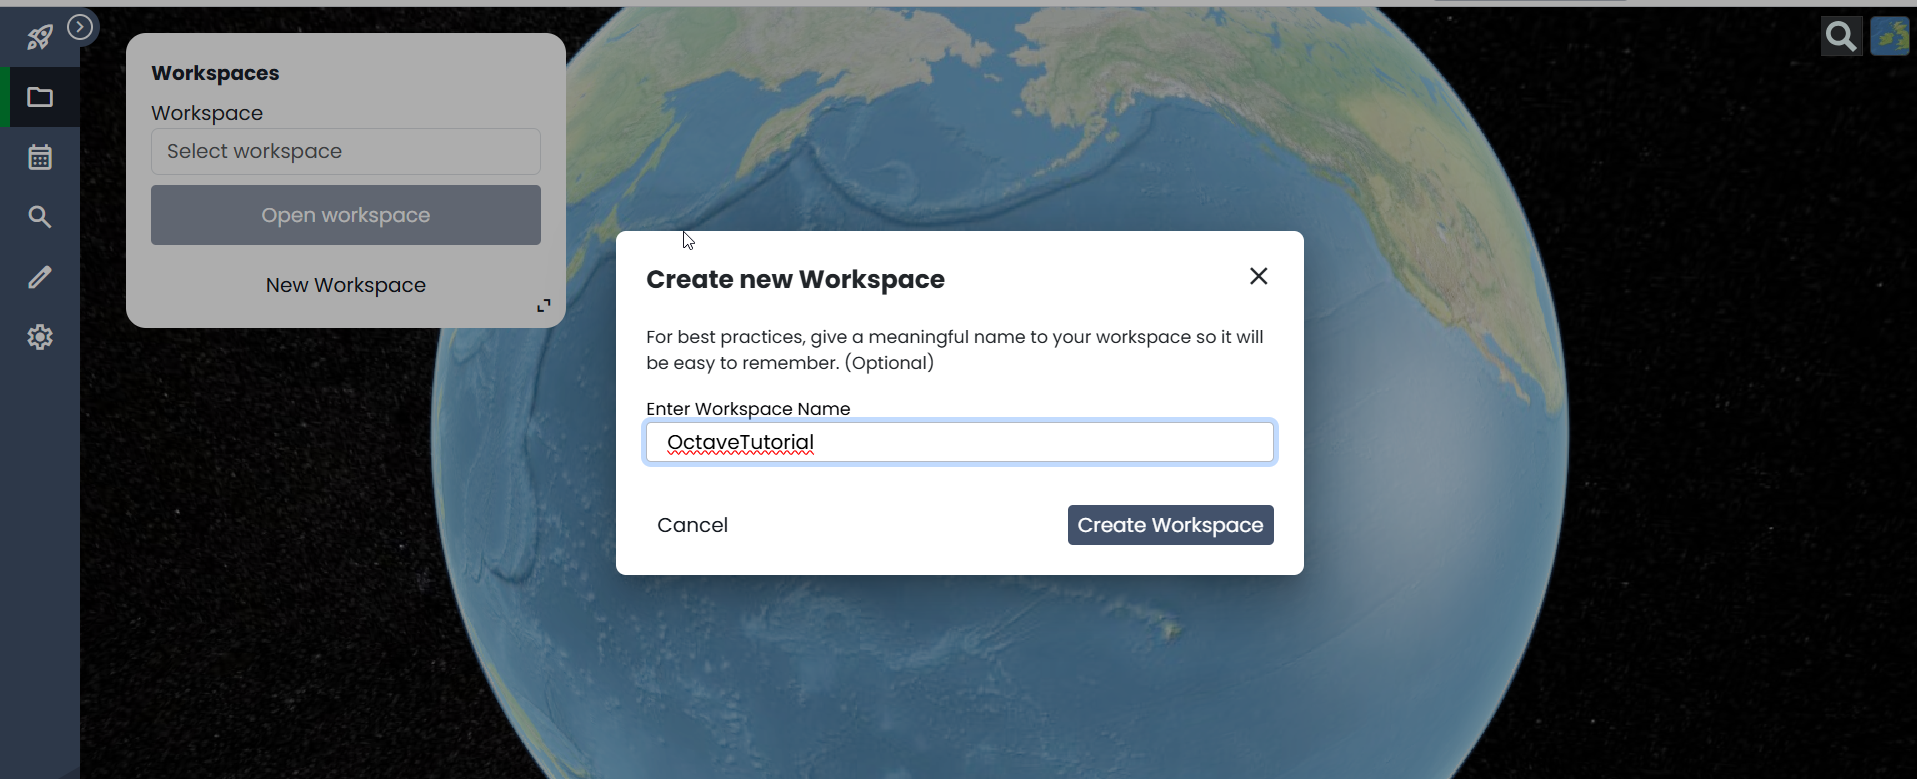 Workspaces
Workspace
Select workspace
Open workspace
New Workspace
Create new Workspace
For best practices, give a meaningful name to your workspace so it will
be easy to remember. (Optional)
Enter Workspace Name
OctaveTutorial
Cancel
Create Workspace